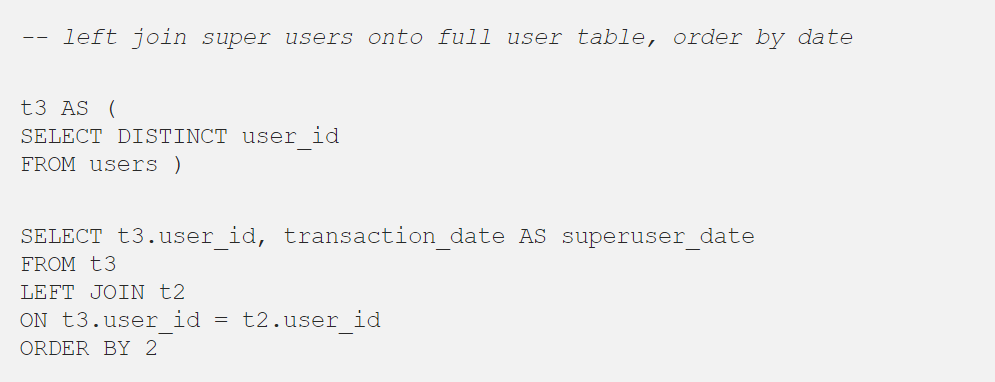 -- left join super users onto full user table, order by date
t3 AS (
SELECT DISTINCT user_id
FROM users )
SELECT t3.user_id, transaction_date AS superuser_date
FROM t3
LEFT JOIN t2
ON t3.user_id = t2.user_id
ORDER BY 2